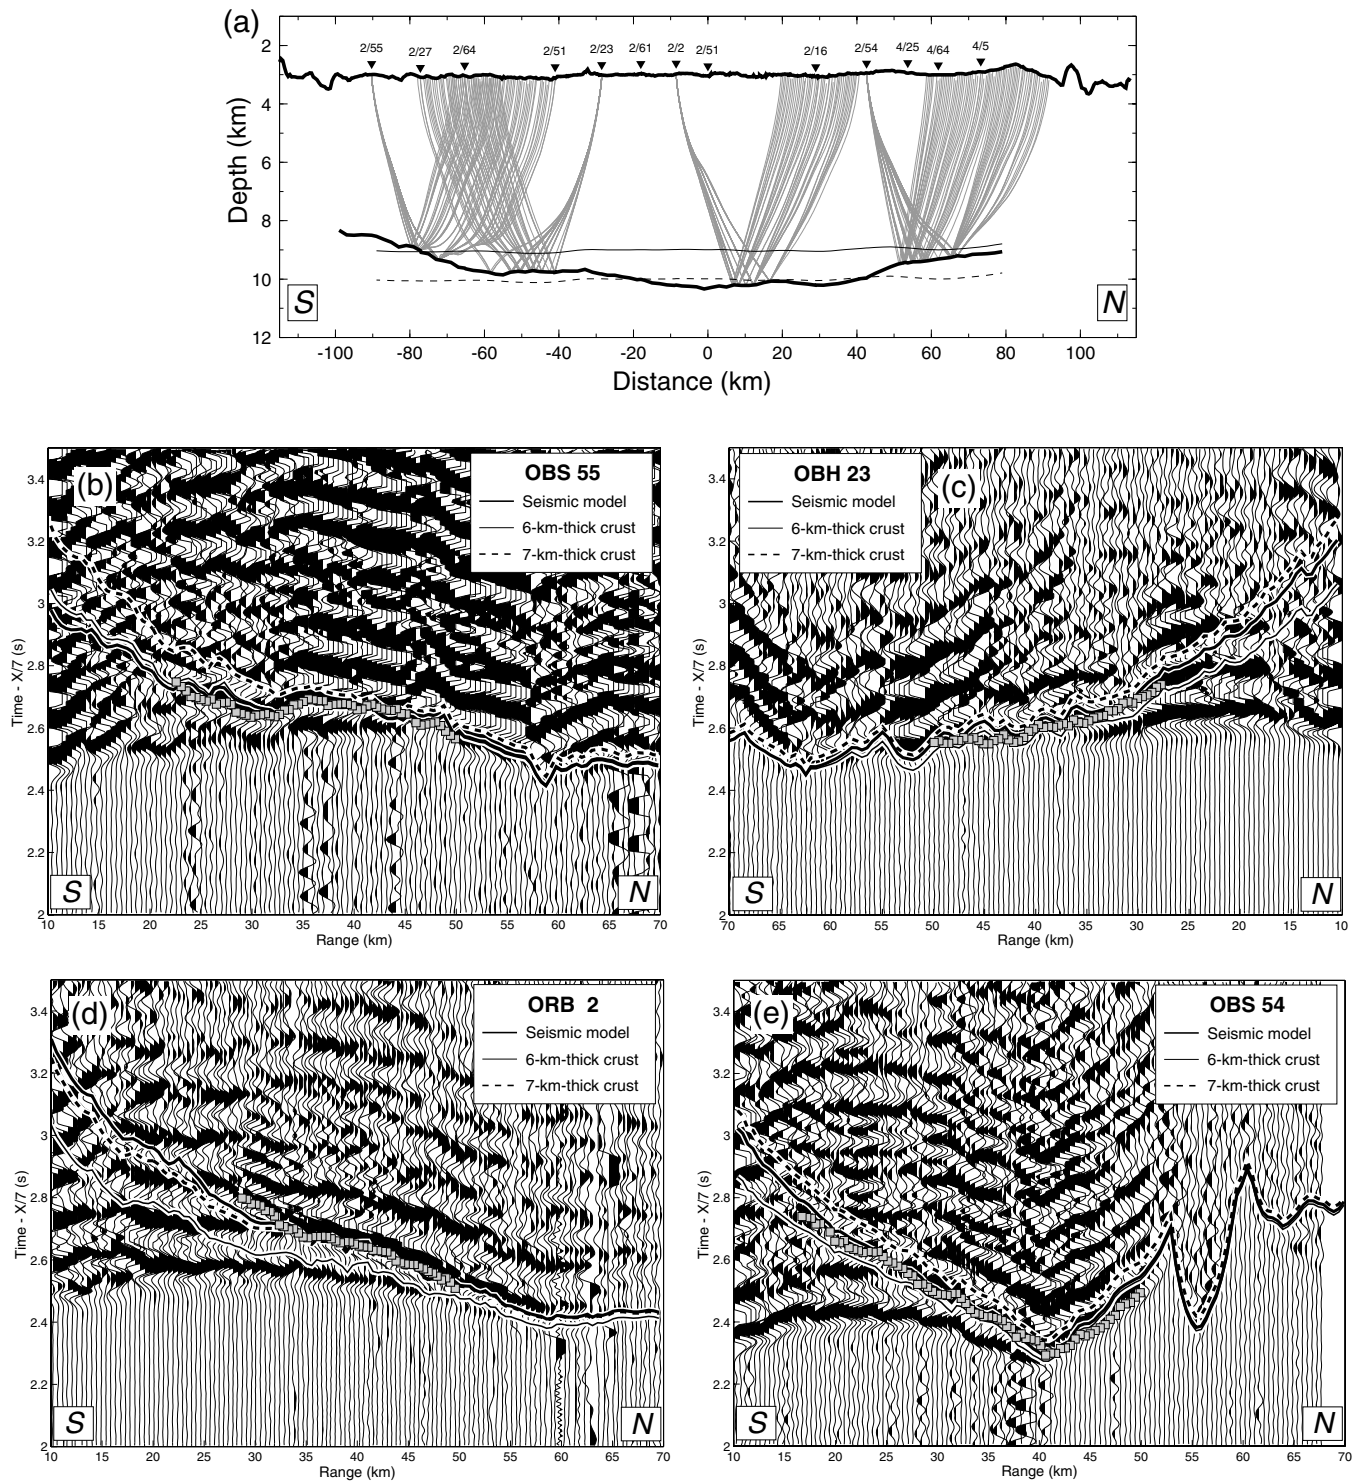 (a)
2/55 2/27 2/64 2/51 2/23 2/61 2/2 2/51 2/16 2/54 4/25 4/64 4/5
Depth (km)
2
4
6
8
10
12
S
N
-100 -80 -60 -40 -20 0 20 40 60 80 100
Distance (km)
(b)
OBS 55
Seismic model
6-km-thick crust
7-km-thick crust
Time - X/7 (s)
3.4
3.2
3
2.8
2.6
2.4
2.2
2
S
N
10 15 20 25 30 35 40 45 50 55 60 65 70
Range (km)
(c)
OBH 23
Seismic model
6-km-thick crust
7-km-thick crust
Time - X/7 (s)
3.4
3.2
3
2.8
2.6
2.4
2.2
2
S
N
70 65 60 55 50 45 40 35 30 25 20 15 10
Range (km)
(d)
ORB 2
Seismic model
6-km-thick crust
7-km-thick crust
Time - X/7 (s)
3.4
3.2
3
2.8
2.6
2.4
2.2
2
S
N
10 15 20 25 30 35 40 45 50 55 60 65 70
Range (km)
(e)
OBS 54
Seismic model
6-km-thick crust
7-km-thick crust
Time - X/7 (s)
3.4
3.2
3
2.8
2.6
2.4
2.2
2
S
N
10 15 20 25 30 35 40 45 50 55 60 65 70
Range (km)